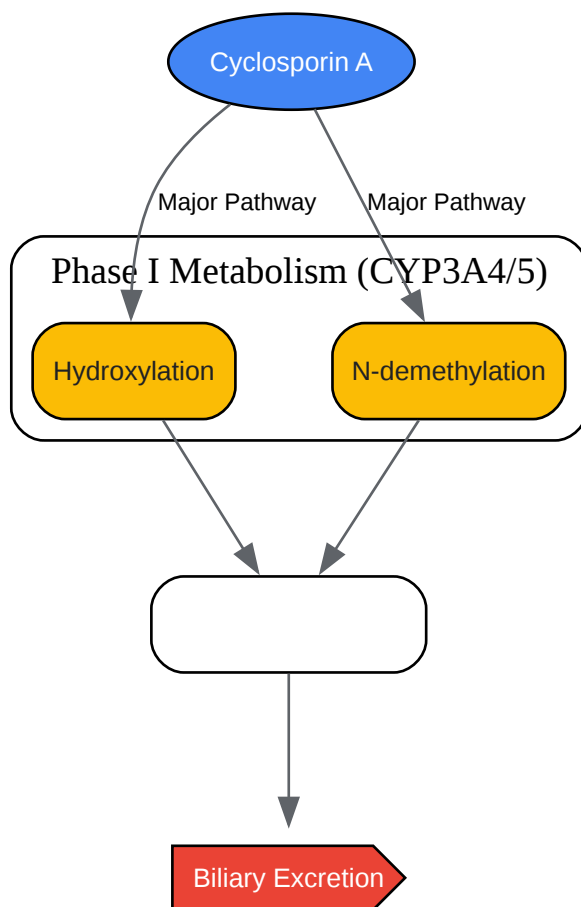 Cyclosporin A
Major Pathway
Major Pathway
Phase I Metabolism (CYP3A4/5)
Hydroxylation
N-demethylation
Biliary Excretion